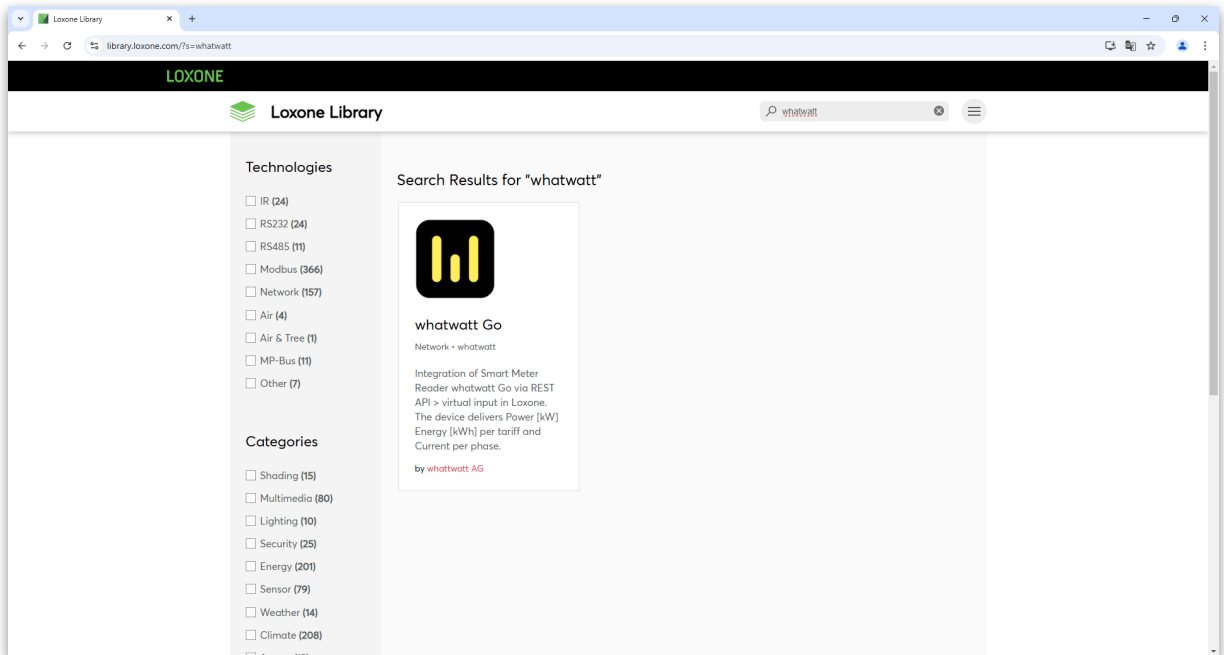 Loxone Library
library.loxone.com/?s=whatwatt
LOXONE
Loxone Library
whatwatt
Technologies
IR (24)
RS232 (24)
RS485 (11)
Modbus (366)
Network (157)
Air (4)
Air & Tree (1)
MP-Bus (11)
Other (7)
Categories
Shading (15)
Multimedia (80)
Lighting (10)
Security (25)
Energy (201)
Sensor (79)
Weather (14)
Climate (208)
Search Results for "whatwatt"
whatwatt Go
Network • whatwatt
Integration of Smart Meter
Reader whatwatt Go via REST
API > virtual input in Loxone.
The device delivers Power [kW]
Energy [kWh] per tariff and
Current per phase.
by whattwatt AG